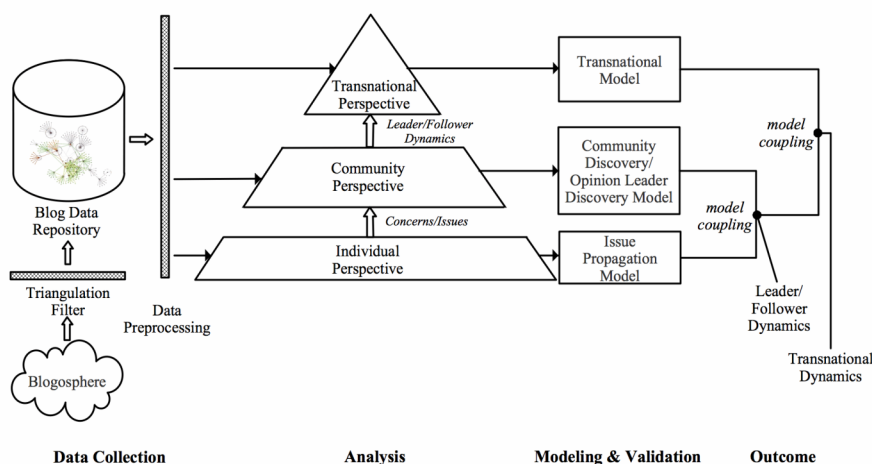 Transnational
Perspective
Leader/Follower
Dynamics
Community
Perspective
Concerns/Issues
Individual
Perspective
Blog Data
Repository
Triangulation
Filter
Blogosphere
Data
Preprocessing
Transnational
Model
Community
Discovery/
Opinion Leader
Discovery Model
Issue
Propagation
Model
model
coupling
model
coupling
Leader/
Follower
Dynamics
Transnational
Dynamics
Data Collection
Analysis
Modeling & Validation
Outcome